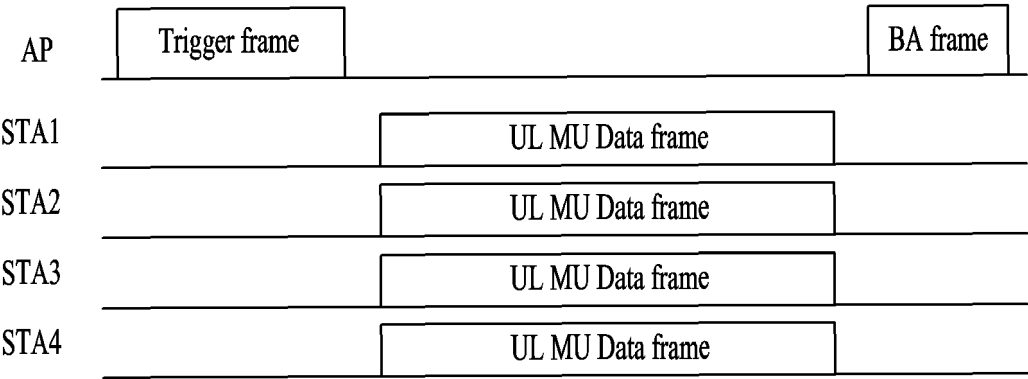 AP Trigger frame BA frame
STA1 UL MU Data frame
STA2 UL MU Data frame
STA3 UL MU Data frame
STA4 UL MU Data frame